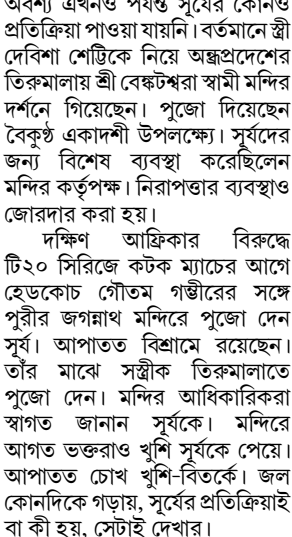 অবশ্য এখনও পর্যন্ত সূর্যের কোনও
প্রতিক্রিয়া পাওয়া যায়নি। বর্তমানে স্ত্রী
দেবিশা শেট্টিকে নিয়ে অন্ধ্রপ্রদেশের
তিরুমালায় শ্রী বেঙ্কটেশ্বরা স্বামী মন্দির
দর্শনে গিয়েছেন। পুজো দিয়েছেন
বৈকুণ্ঠ একাদশী উপলক্ষ্যে। সূর্যদের
জন্য বিশেষ ব্যবস্থা করেছিলেন
মন্দির কর্তৃপক্ষ। নিরাপত্তার ব্যবস্থাও
জোরদার করা হয়।
দক্ষিণ আফ্রিকার বিরুদ্ধে
টি২০ সিরিজে কটক ম্যাচের আগে
হেডকোচ গৌতম গম্ভীরের সঙ্গে
পুরীর জগন্নাথ মন্দিরে পুজো দেন
সূর্য। আপাতত বিশ্রামে রয়েছেন।
তাঁর মাঝে সস্ত্রীক তিরুমালাতে
পুজো দেন। মন্দির আধিকারিকরা
স্বাগত জানান সূর্যকে। মন্দিরে
আগত ভক্তরাও খুশি সূর্যকে পেয়ে।
আপাতত চোখ খুশি-বিতর্কে। জল
কোনদিকে গড়ায়, সূর্যের প্রতিক্রিয়াই
বা কী হয়, সেটাই দেখার।